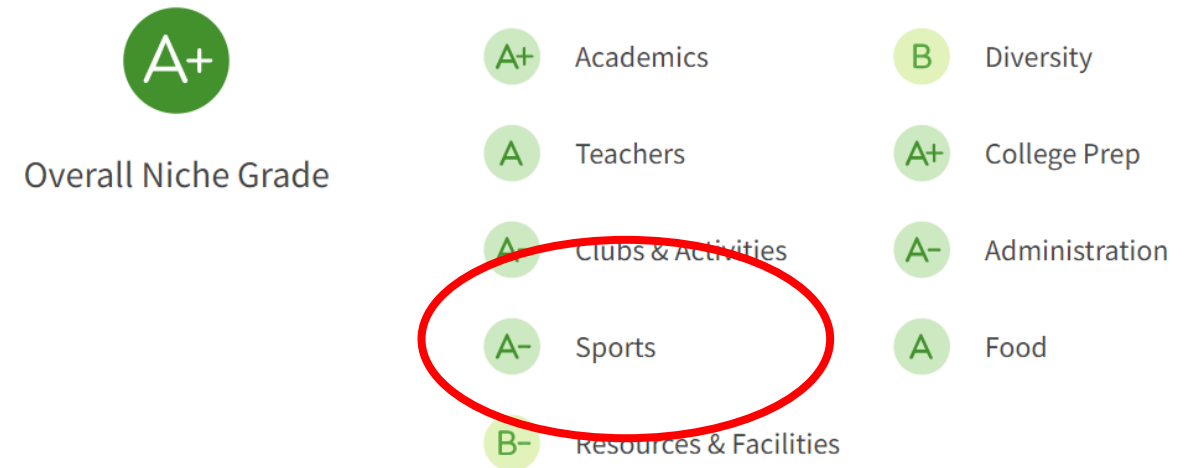 A+
Overall Niche Grade
A+ Academics
A Teachers
A- Clubs & Activities
A- Sports
B- Resources & Facilities
B Diversity
A+ College Prep
A- Administration
A Food